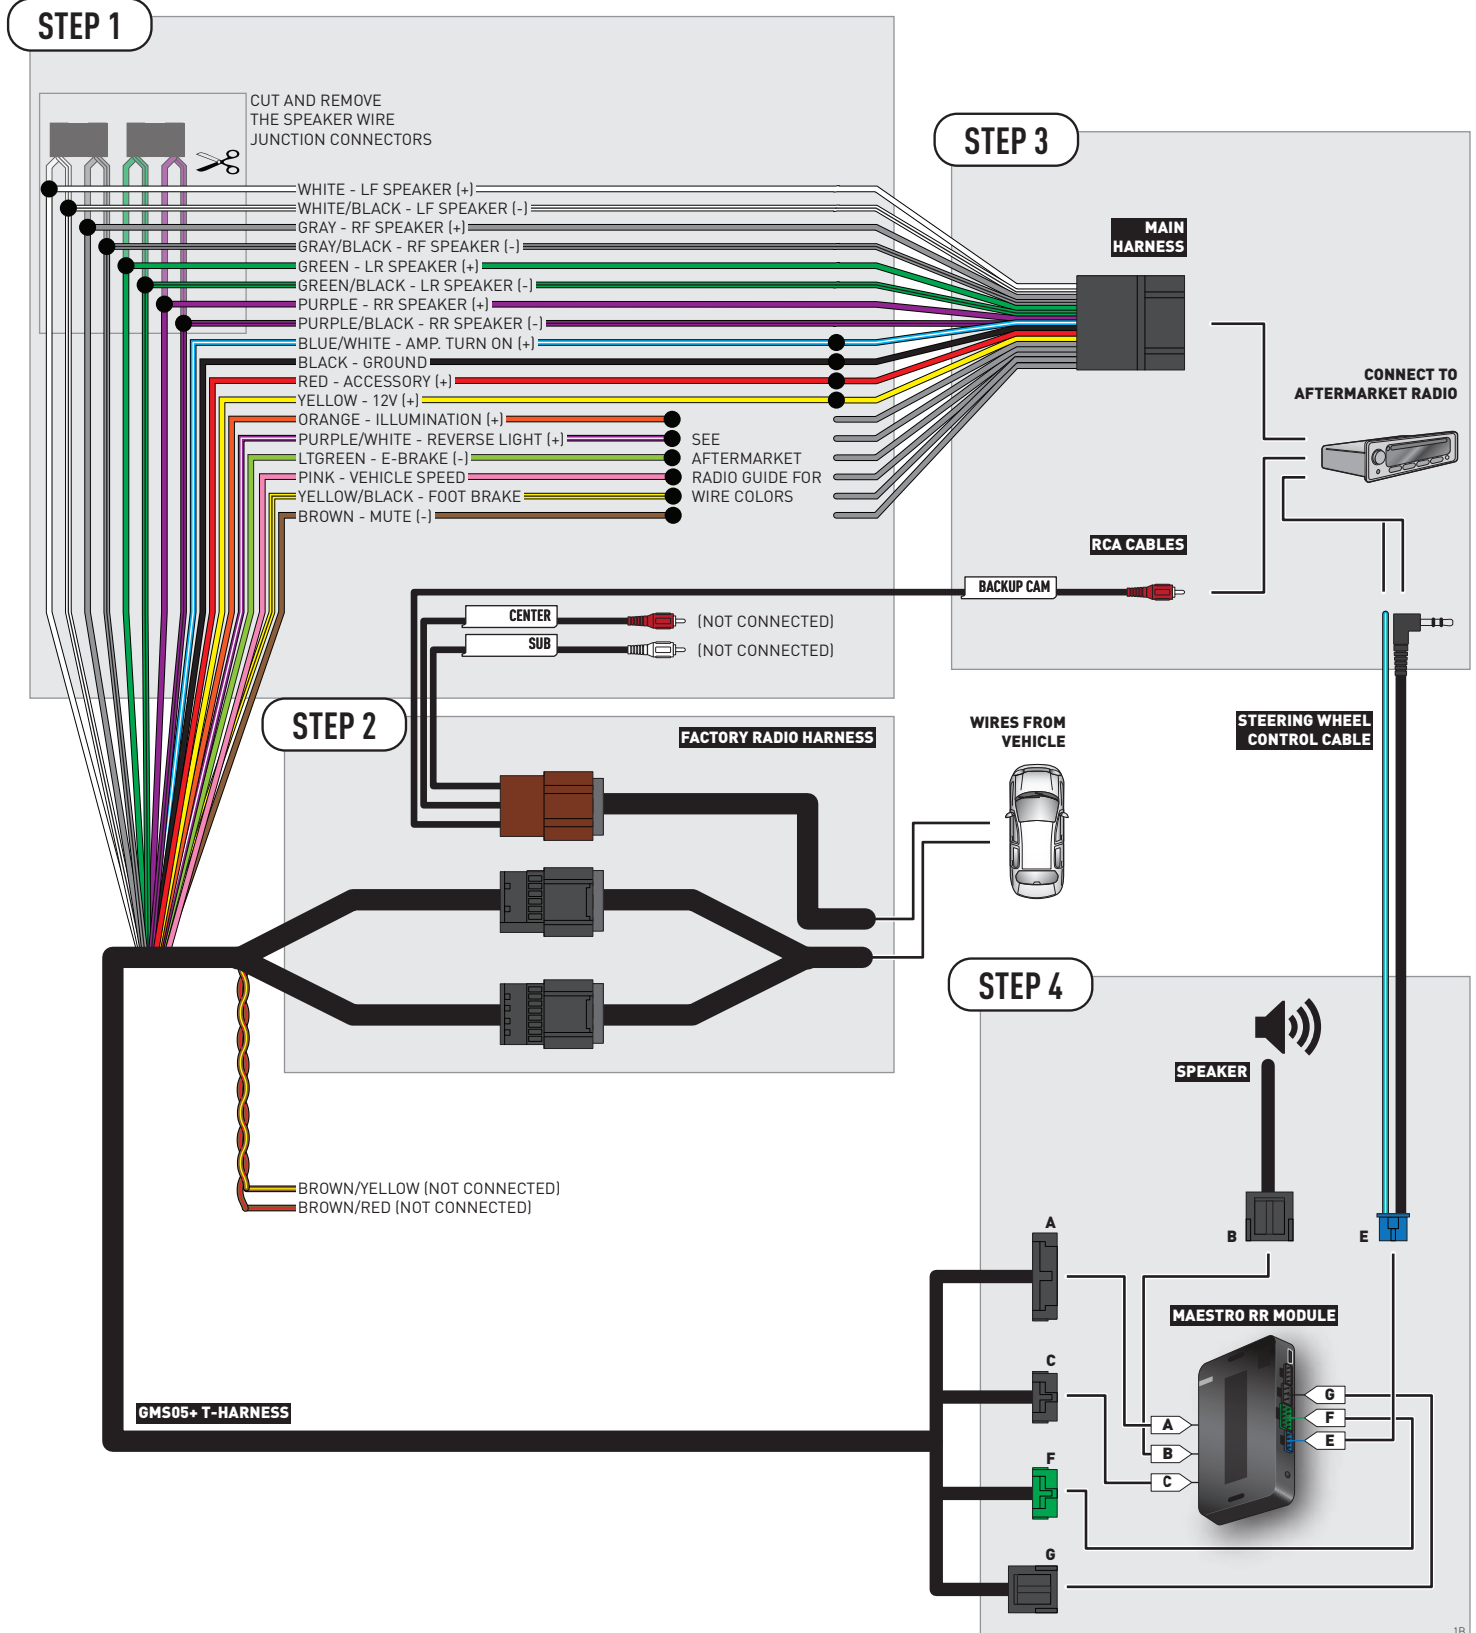 STEP 1
CUT AND REMOVE
THE SPEAKER WIRE
JUNCTION CONNECTORS
WHITE - LF SPEAKER (+)
WHITE/BLACK - LF SPEAKER (-)
GRAY - RF SPEAKER (+)
GRAY/BLACK - RF SPEAKER (-)
GREEN - LR SPEAKER (+)
GREEN/BLACK - LR SPEAKER (-)
PURPLE - RR SPEAKER (+)
PURPLE/BLACK - RR SPEAKER (-)
BLUE/WHITE - AMP. TURN ON (+)
BLACK - GROUND
RED - ACCESSORY (+)
YELLOW - 12V (+)
ORANGE - ILLUMINATION (+)
PURPLE/WHITE - REVERSE LIGHT (+)
LTGREEN - E-BRAKE (-)
PINK - VEHICLE SPEED
YELLOW/BLACK - FOOT BRAKE
BROWN - MUTE (-)
SEE
AFTERMARKET
RADIO GUIDE FOR
WIRE COLORS
CENTER
(NOT CONNECTED)
SUB
(NOT CONNECTED)
STEP 3
MAIN
HARNESS
CONNECT TO
AFTERMARKET RADIO
RCA CABLES
BACKUP CAM
STEERING WHEEL
CONTROL CABLE
STEP 2
FACTORY RADIO HARNESS
WIRES FROM
VEHICLE
BROWN/YELLOW (NOT CONNECTED)
BROWN/RED (NOT CONNECTED)
GMS05+ T-HARNESS
STEP 4
SPEAKER
B
E
A
C
F
G
MAESTRO RR MODULE
A
B
C
G
F
E
1B